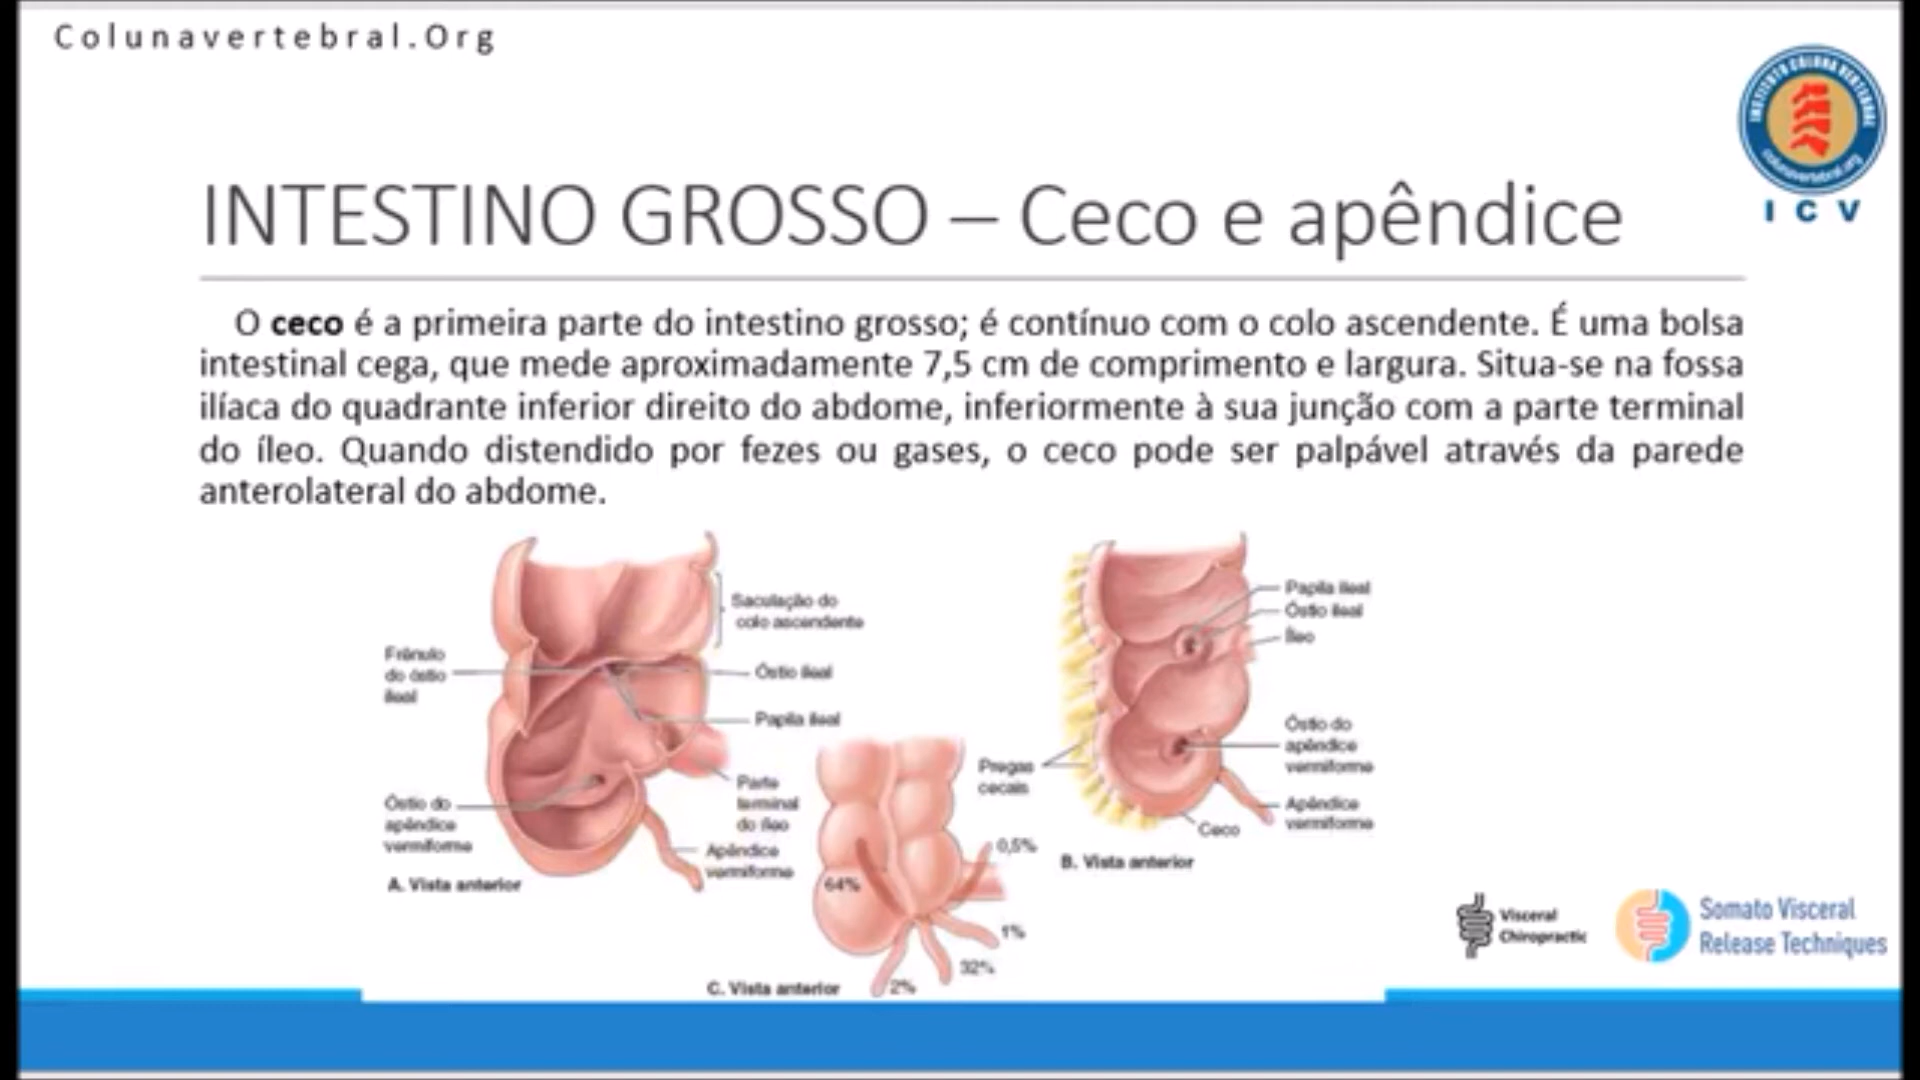 Colunavertebral.Org
INSTITUTO COLUNA VERTEBRAL
colunavertebral.org
I C V
INTESTINO GROSSO – Ceco e apêndice
O ceco é a primeira parte do intestino grosso; é contínuo com o colo ascendente. É uma bolsa
intestinal cega, que mede aproximadamente 7,5 cm de comprimento e largura. Situa-se na fossa
ilíaca do quadrante inferior direito do abdome, inferiormente à sua junção com a parte terminal
do íleo. Quando distendido por fezes ou gases, o ceco pode ser palpável através da parede
anterolateral do abdome.
Saculação do
colo ascendente
Frênulo
do óstio
ileal
Óstio ileal
Papila ileal
Parte
terminal
do íleo
Óstio do
apêndice
vermiforme
Apêndice
vermiforme
A. Vista anterior
64%
0,5%
1%
32%
2%
C. Vista anterior
Papila ileal
Óstio ileal
Íleo
Óstio do
apêndice
vermiforme
Pregas
cecais
Apêndice
vermiforme
Ceco
B. Vista anterior
Visceral
Chiropractic
Somato Visceral
Release Techniques